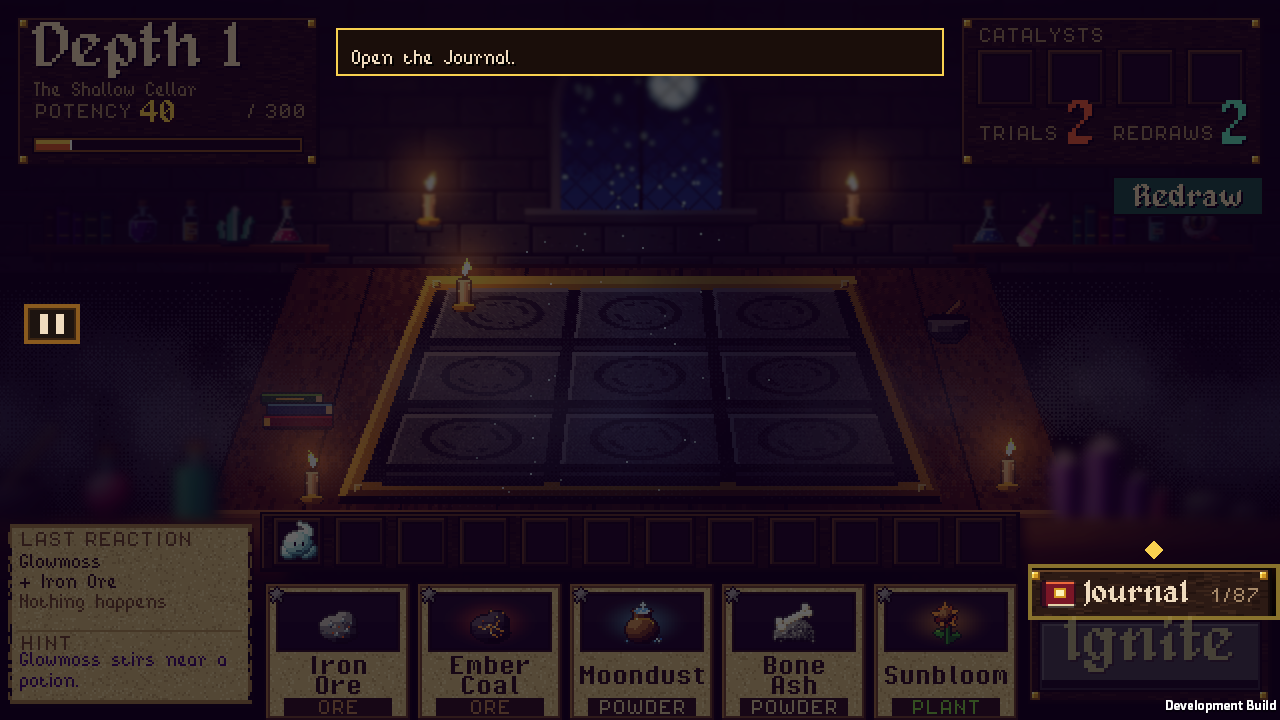 Depth 1
The Shallow Cellar
POTENCY 40 / 300
Open the Journal.
CATALYSTS
TRIALS 2 REDRAWS 2
Redraw
LAST REACTION
Glowmoss
+ Iron Ore
Nothing happens
HINT
Glowmoss stirs near a
potion.
Iron
Ore
ORE
Ember
Coal
ORE
Moondust
POWDER
Bone
Ash
POWDER
Sunbloom
PLANT
Journal 1/87
Ignite
Development Build